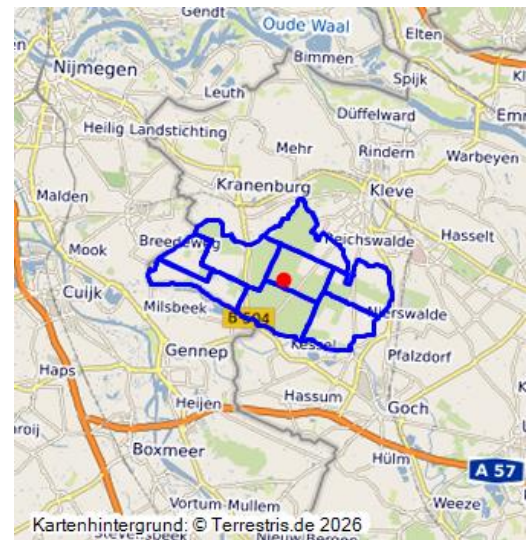 Gendt
Oude Waal
Elten
Nijmegen
Bimmen
Spijk
Leuth
Düffelward
Heilig Landstichting
Mehr
Rindern
Warbeyen
Malden
Kranenburg
Kleve
Mook
Breedeweg
Reichswalde
Hasselt
Cuijk
Milsbeek
B 504
Nierswalde
Kessel
Pfalzdorf
Gennep
Haps
Hassum
Goch
Heijen
Boxmeer
Hülm
A 57
Weeze
Vortum-Mullem
Kartenhintergrund: © Terrestris.de 2026